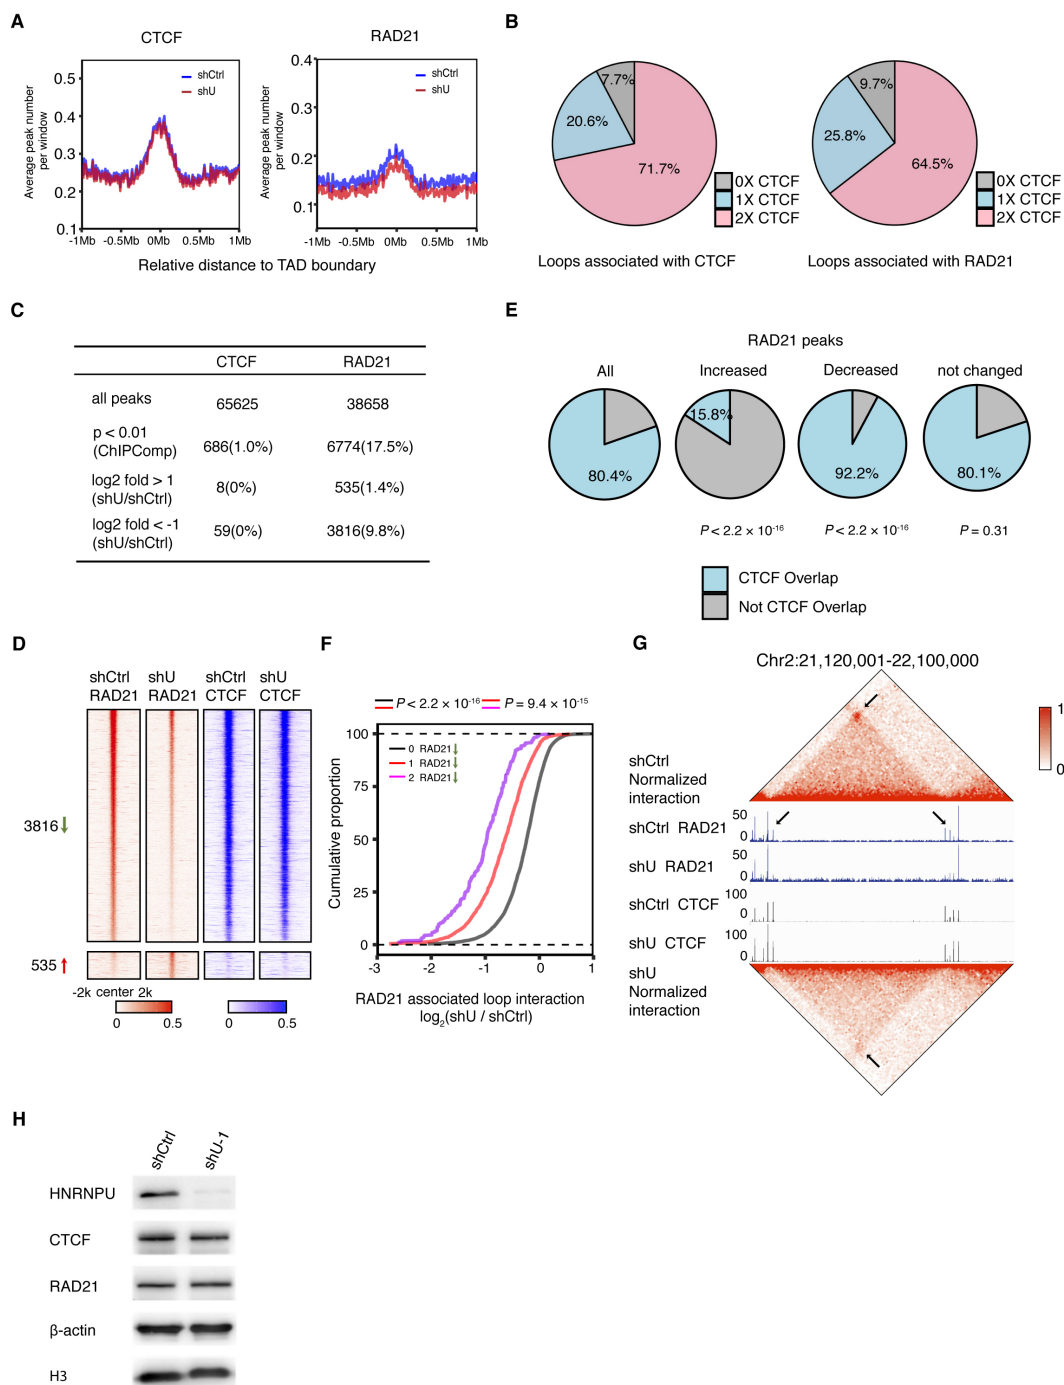 A
CTCF
RAD21
Average peak number
per window
0.5
0.4
0.3
0.2
0.1
shCtrl
shU
-1Mb -0.5Mb 0Mb 0.5Mb 1Mb
Average peak number
per window
0.4
0.3
0.2
0.1
shCtrl
shU
-1Mb -0.5Mb 0Mb 0.5Mb 1Mb
Relative distance to TAD boundary
B
7.7%
20.6%
71.7%
0X CTCF
1X CTCF
2X CTCF
Loops associated with CTCF
9.7%
25.8%
64.5%
0X CTCF
1X CTCF
2X CTCF
Loops associated with RAD21
C
CTCF RAD21
all peaks 65625 38658
p < 0.01
(ChIPComp) 686(1.0%) 6774(17.5%)
log2 fold > 1
(shU/shCtrl) 8(0%) 535(1.4%)
log2 fold < -1
(shU/shCtrl) 59(0%) 3816(9.8%)
E
RAD21 peaks
All Increased Decreased not changed
80.4% 15.8% 92.2% 80.1%
P < 2.2 × 10-16 P < 2.2 × 10-16 P = 0.31
CTCF Overlap
Not CTCF Overlap
D
shCtrl shU shCtrl shU
RAD21 RAD21 CTCF CTCF
3816
535
-2k center 2k
0 0.5 0 0.5
F
P < 2.2 × 10-16 P = 9.4 × 10-15
0 RAD21
1 RAD21
2 RAD21
Cumulative proportion
100
75
50
25
0
-3 -2 -1 0 1
RAD21 associated loop interaction
log2(shU / shCtrl)
G
Chr2:21,120,001-22,100,000
1
0
shCtrl
Normalized
interaction
shCtrl RAD21 50 0
shU RAD21 50 0
shCtrl CTCF 100 0
shU CTCF 100 0
shU
Normalized
interaction
H
shCtrl shU-1
HNRNPU
CTCF
RAD21
β-actin
H3